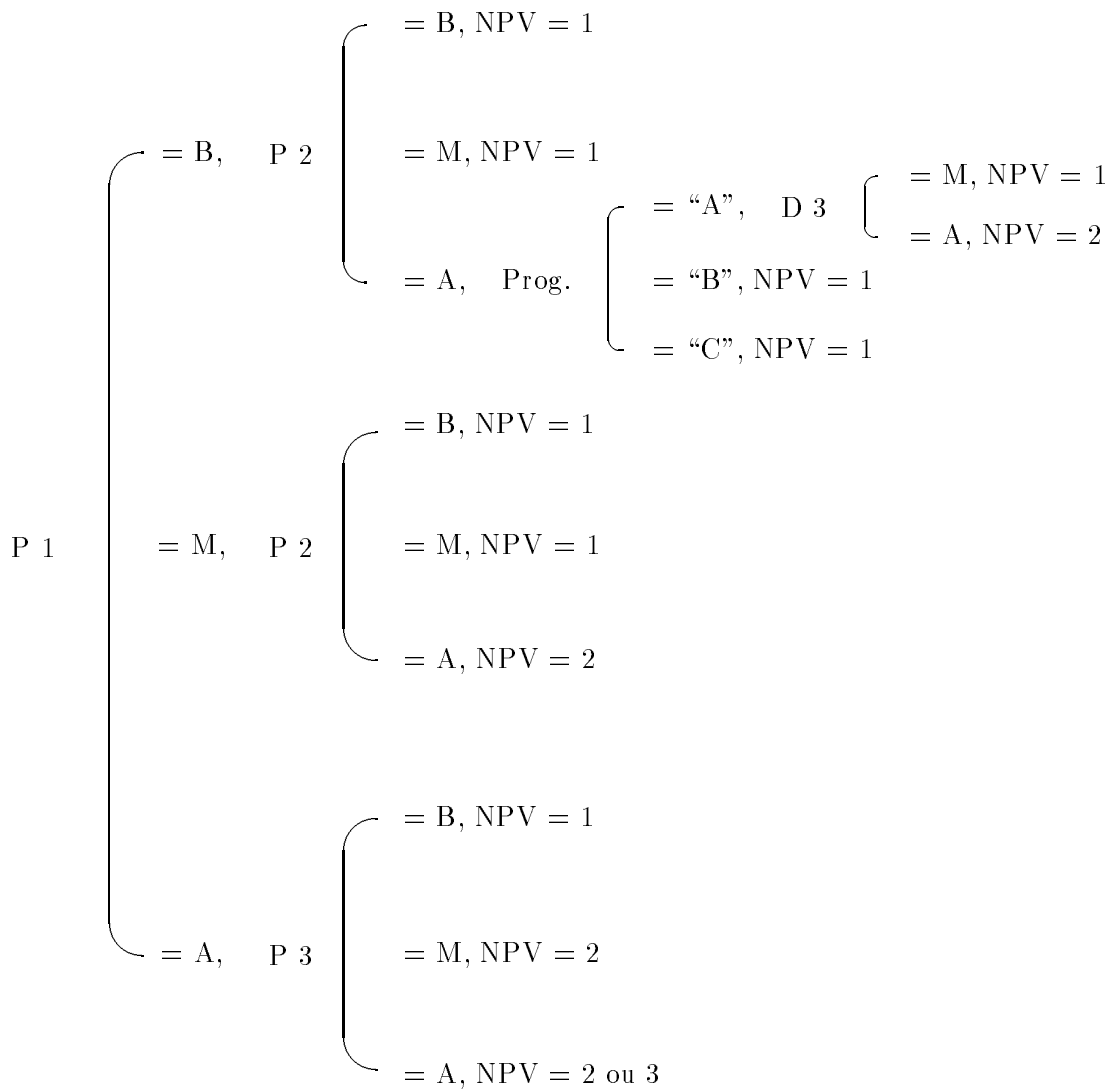 = B, NPV = 1
= B, P 2
= M, NPV = 1
= M, NPV = 1
= “A”, D 3
= A, NPV = 2
= A, Prog.
= “B”, NPV = 1
= “C”, NPV = 1
= B, NPV = 1
P 1
= M, P 2
= M, NPV = 1
= A, NPV = 2
= B, NPV = 1
= A, P 3
= M, NPV = 2
= A, NPV = 2 ou 3